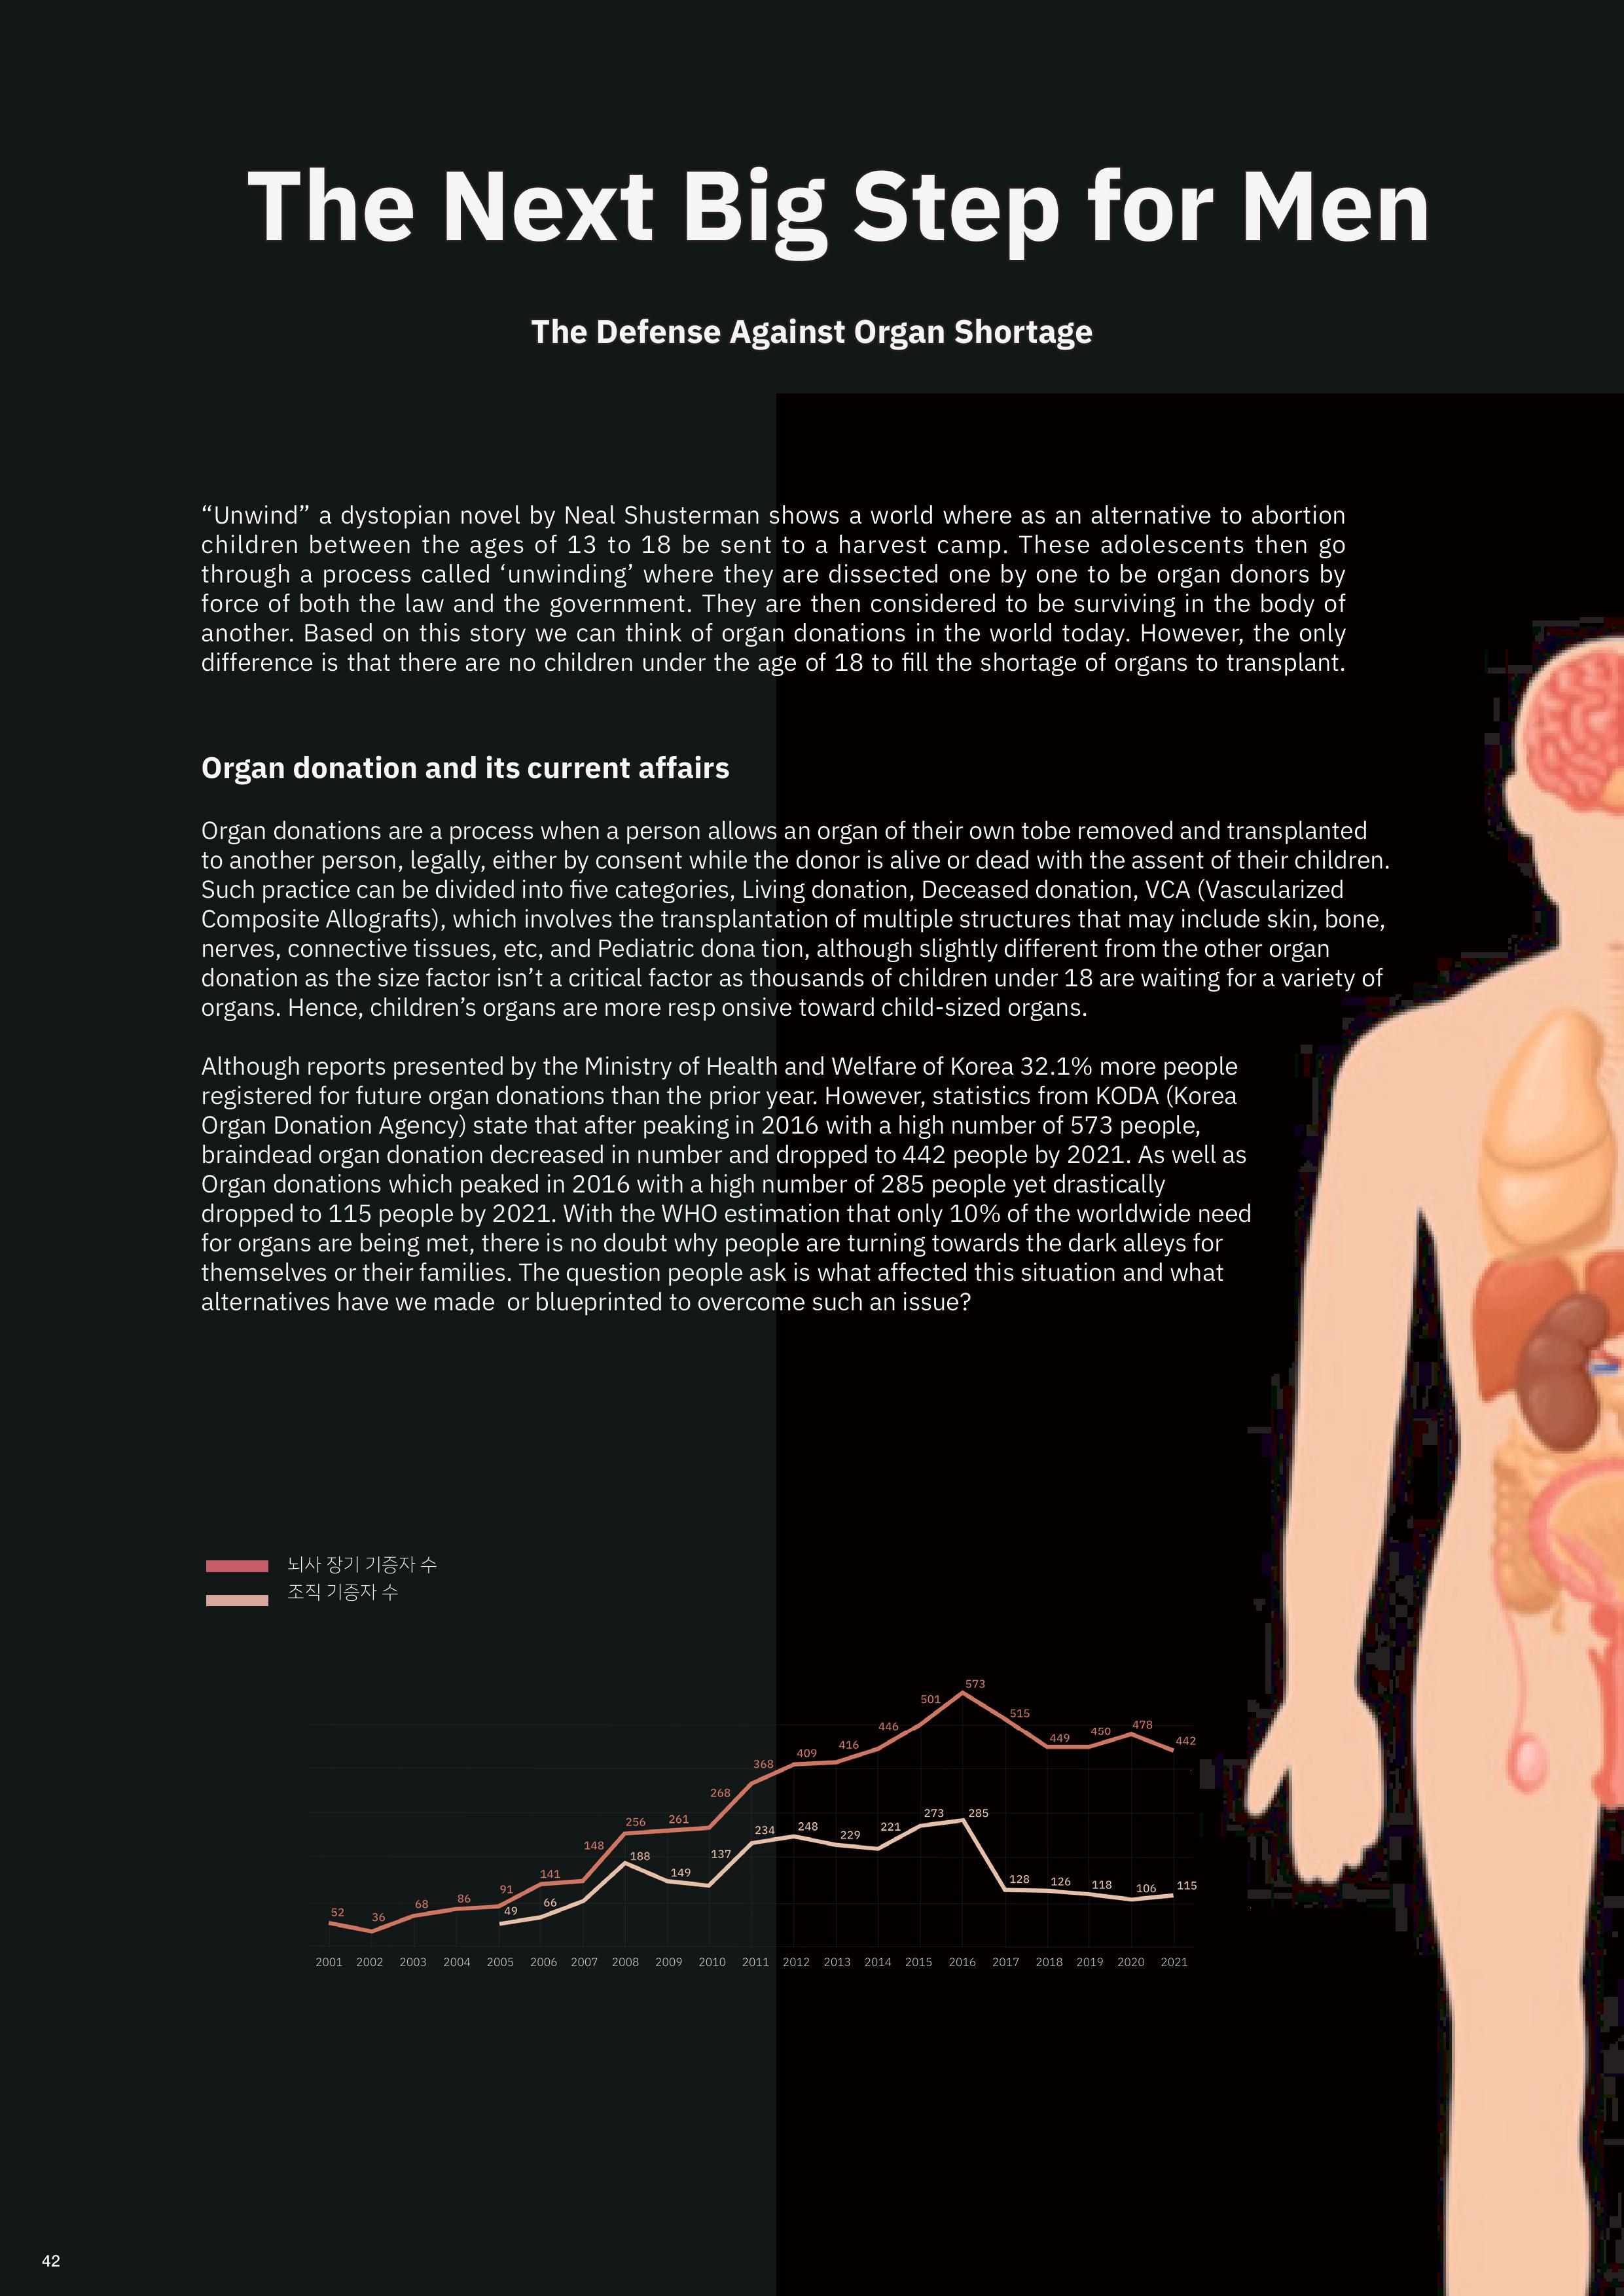 The Next Big Step for Men
The Defense Against Organ Shortage
“Unwind” a dystopian novel by Neal Shusterman shows a world where as an alternative to abortion
children between the ages of 13 to 18 be sent to a harvest camp. These adolescents then go
through a process called ‘unwinding’ where they are dissected one by one to be organ donors by
force of both the law and the government. They are then considered to be surviving in the body of
another. Based on this story we can think of organ donations in the world today. However, the only
difference is that there are no children under the age of 18 to fill the shortage of organs to transplant.
Organ donation and its current affairs
Organ donations are a process when a person allows an organ of their own tobe removed and transplanted
to another person, legally, either by consent while the donor is alive or dead with the assent of their children.
Such practice can be divided into five categories, Living donation, Deceased donation, VCA (Vascularized
Composite Allografts), which involves the transplantation of multiple structures that may include skin, bone,
nerves, connective tissues, etc, and Pediatric dona tion, although slightly different from the other organ
donation as the size factor isn’t a critical factor as thousands of children under 18 are waiting for a variety of
organs. Hence, children’s organs are more resp onsive toward child-sized organs.
Although reports presented by the Ministry of Health and Welfare of Korea 32.1% more people
registered for future organ donations than the prior year. However, statistics from KODA (Korea
Organ Donation Agency) state that after peaking in 2016 with a high number of 573 people,
braindead organ donation decreased in number and dropped to 442 people by 2021. As well as
Organ donations which peaked in 2016 with a high number of 285 people yet drastically
dropped to 115 people by 2021. With the WHO estimation that only 10% of the worldwide need
for organs are being met, there is no doubt why people are turning towards the dark alleys for
themselves or their families. The question people ask is what affected this situation and what
alternatives have we made  or blueprinted to overcome such an issue?
뇌사 장기 기증자 수
조직 기증자 수
52 36 68 86 91 141 148 256 261 268 368 409 416 446 501 573 515 449 450 478 442
49 66 188 149 137 234 248 229 221 273 285 128 126 118 106 115
2001 2002 2003 2004 2005 2006 2007 2008 2009 2010 2011 2012 2013 2014 2015 2016 2017 2018 2019 2020 2021
42